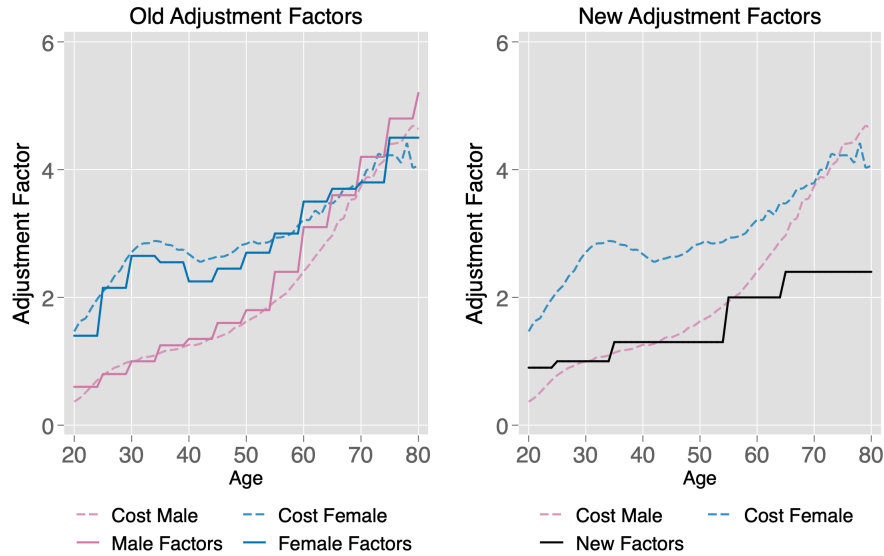 Old Adjustment Factors
6
4
2
0
Adjustment Factor
20 30 40 50 60 70 80
Age
Cost Male Cost Female
Male Factors Female Factors
New Adjustment Factors
6
4
2
0
Adjustment Factor
20 30 40 50 60 70 80
Age
Cost Male Cost Female
New Factors